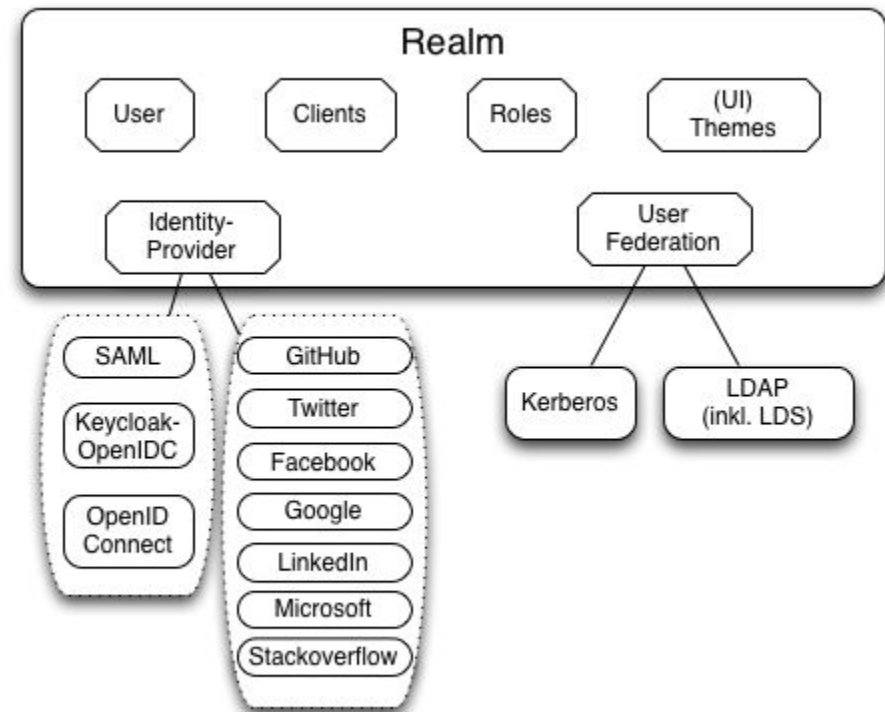 Realm
User
Clients
Roles
(UI)
Themes
Identity-
Provider
User
Federation
SAML
Keycloak-
OpenIDC
OpenID
Connect
GitHub
Twitter
Facebook
Google
LinkedIn
Microsoft
Stackoverflow
Kerberos
LDAP
(inkl. LDS)